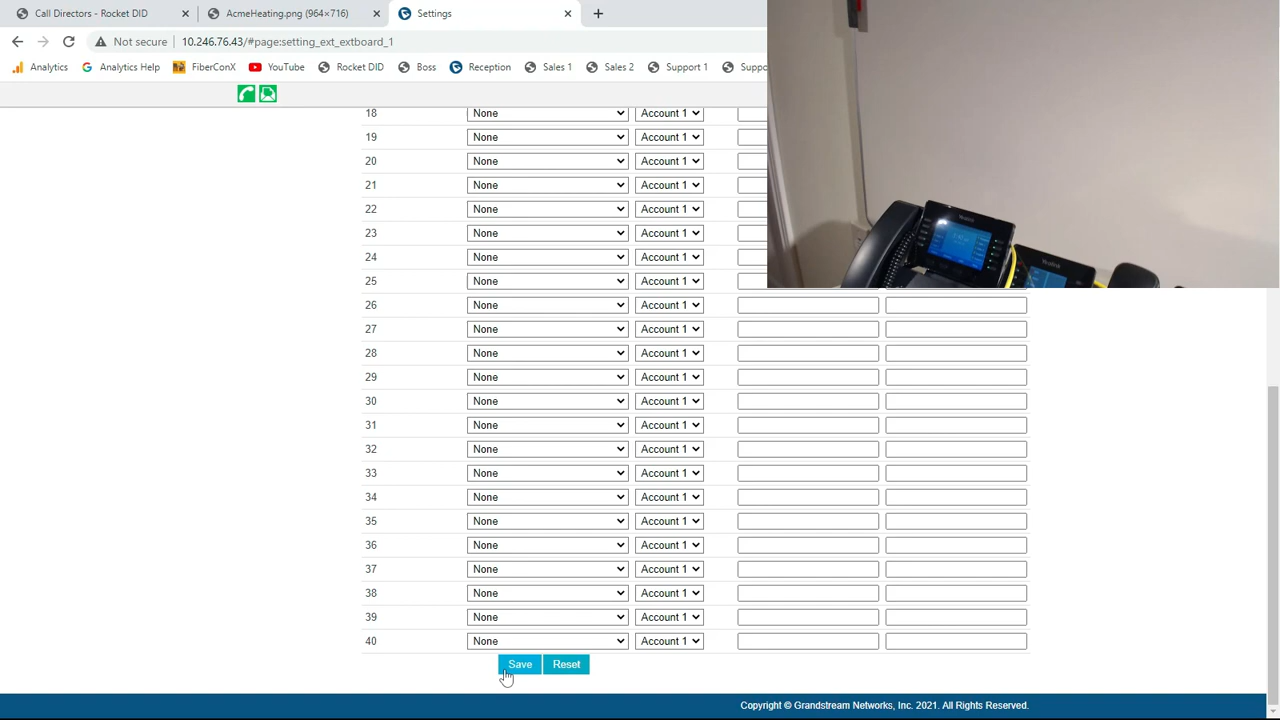 Call Directors - Rocket DID
AcmeHeating.png (964×716)
Settings
Not secure
10.246.76.43/#page:setting_ext_extboard_1
Analytics
Analytics Help
FiberConX
YouTube
Rocket DID
Boss
Reception
Sales 1
Sales 2
Support 1
Suppo
18 None Account 1
19 None Account 1
20 None Account 1
21 None Account 1
22 None Account 1
23 None Account 1
24 None Account 1
25 None Account 1
26 None Account 1
27 None Account 1
28 None Account 1
29 None Account 1
30 None Account 1
31 None Account 1
32 None Account 1
33 None Account 1
34 None Account 1
35 None Account 1
36 None Account 1
37 None Account 1
38 None Account 1
39 None Account 1
40 None Account 1
Save
Reset
Copyright © Grandstream Networks, Inc. 2021. All Rights Reserved.
Yealink
Yealink